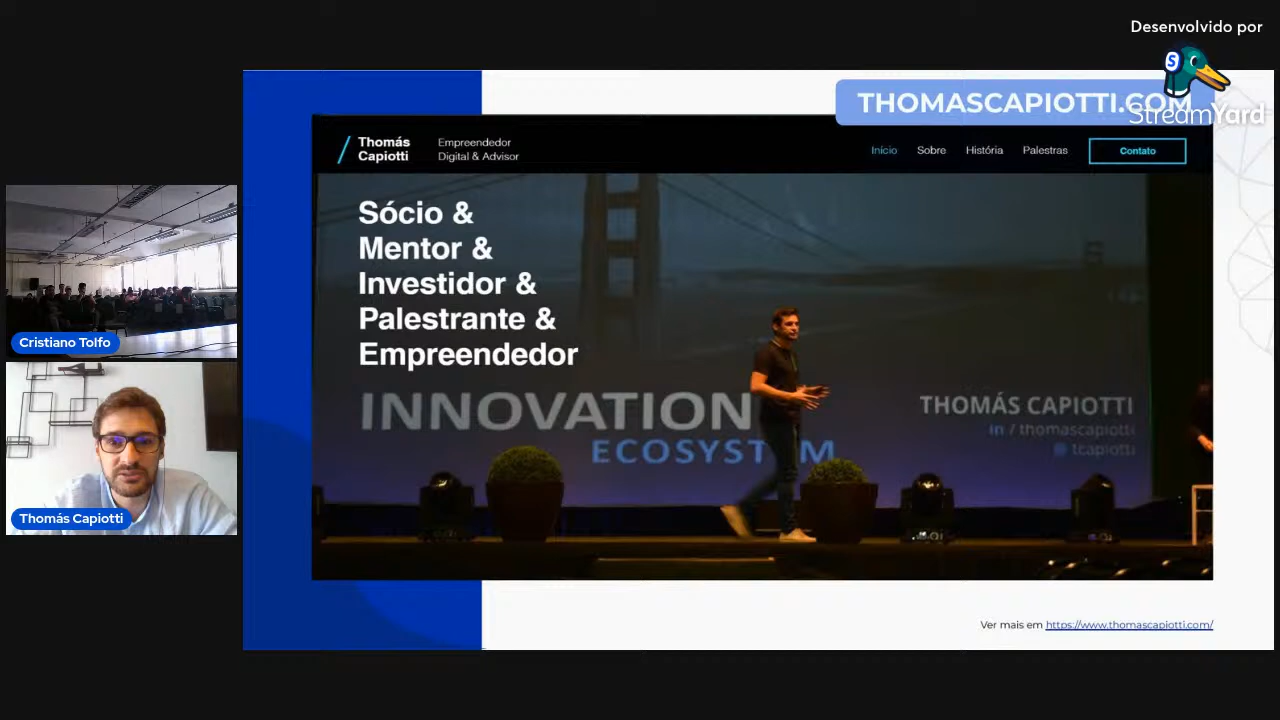 Desenvolvido por
StreamYard
THOMASCAPIOTTI.COM
Thomás
Capiotti
Empreendedor
Digital & Advisor
Início
Sobre
História
Palestras
Contato
Sócio &
Mentor &
Investidor &
Palestrante &
Empreendedor
INNOVATION
ECOSYSTEM
THOMÁS CAPIOTTI
in / thomascapiotti
tcapiotti
Cristiano Tolfo
Thomás Capiotti
Ver mais em https://www.thomascapiotti.com/